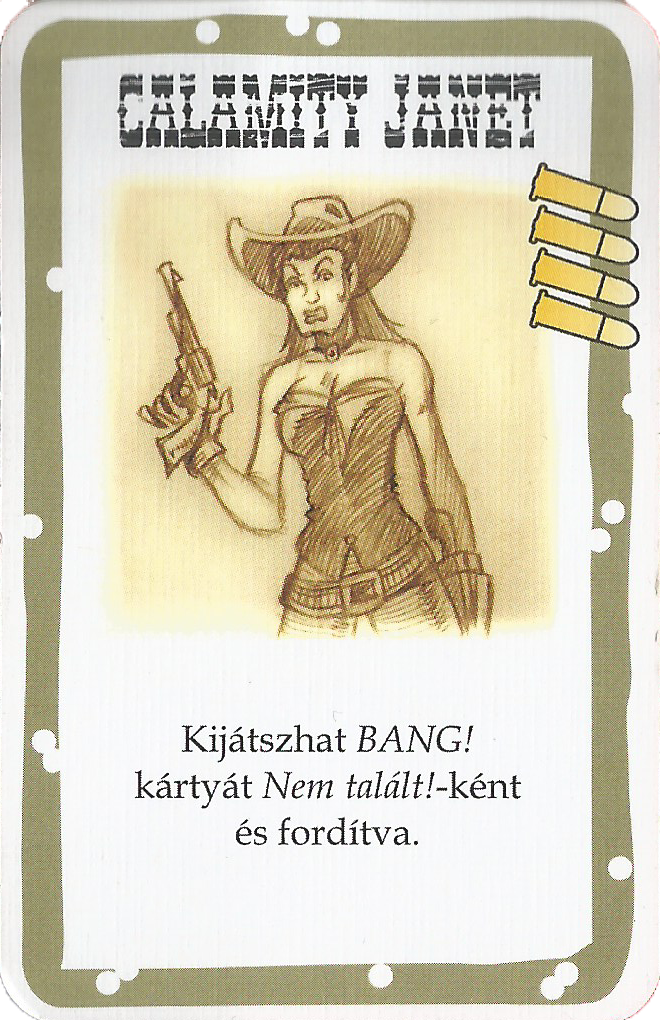 CALAMITY JANET
Kijátszhat BANG!
kártyát Nem talált!-ként
és fordítva.